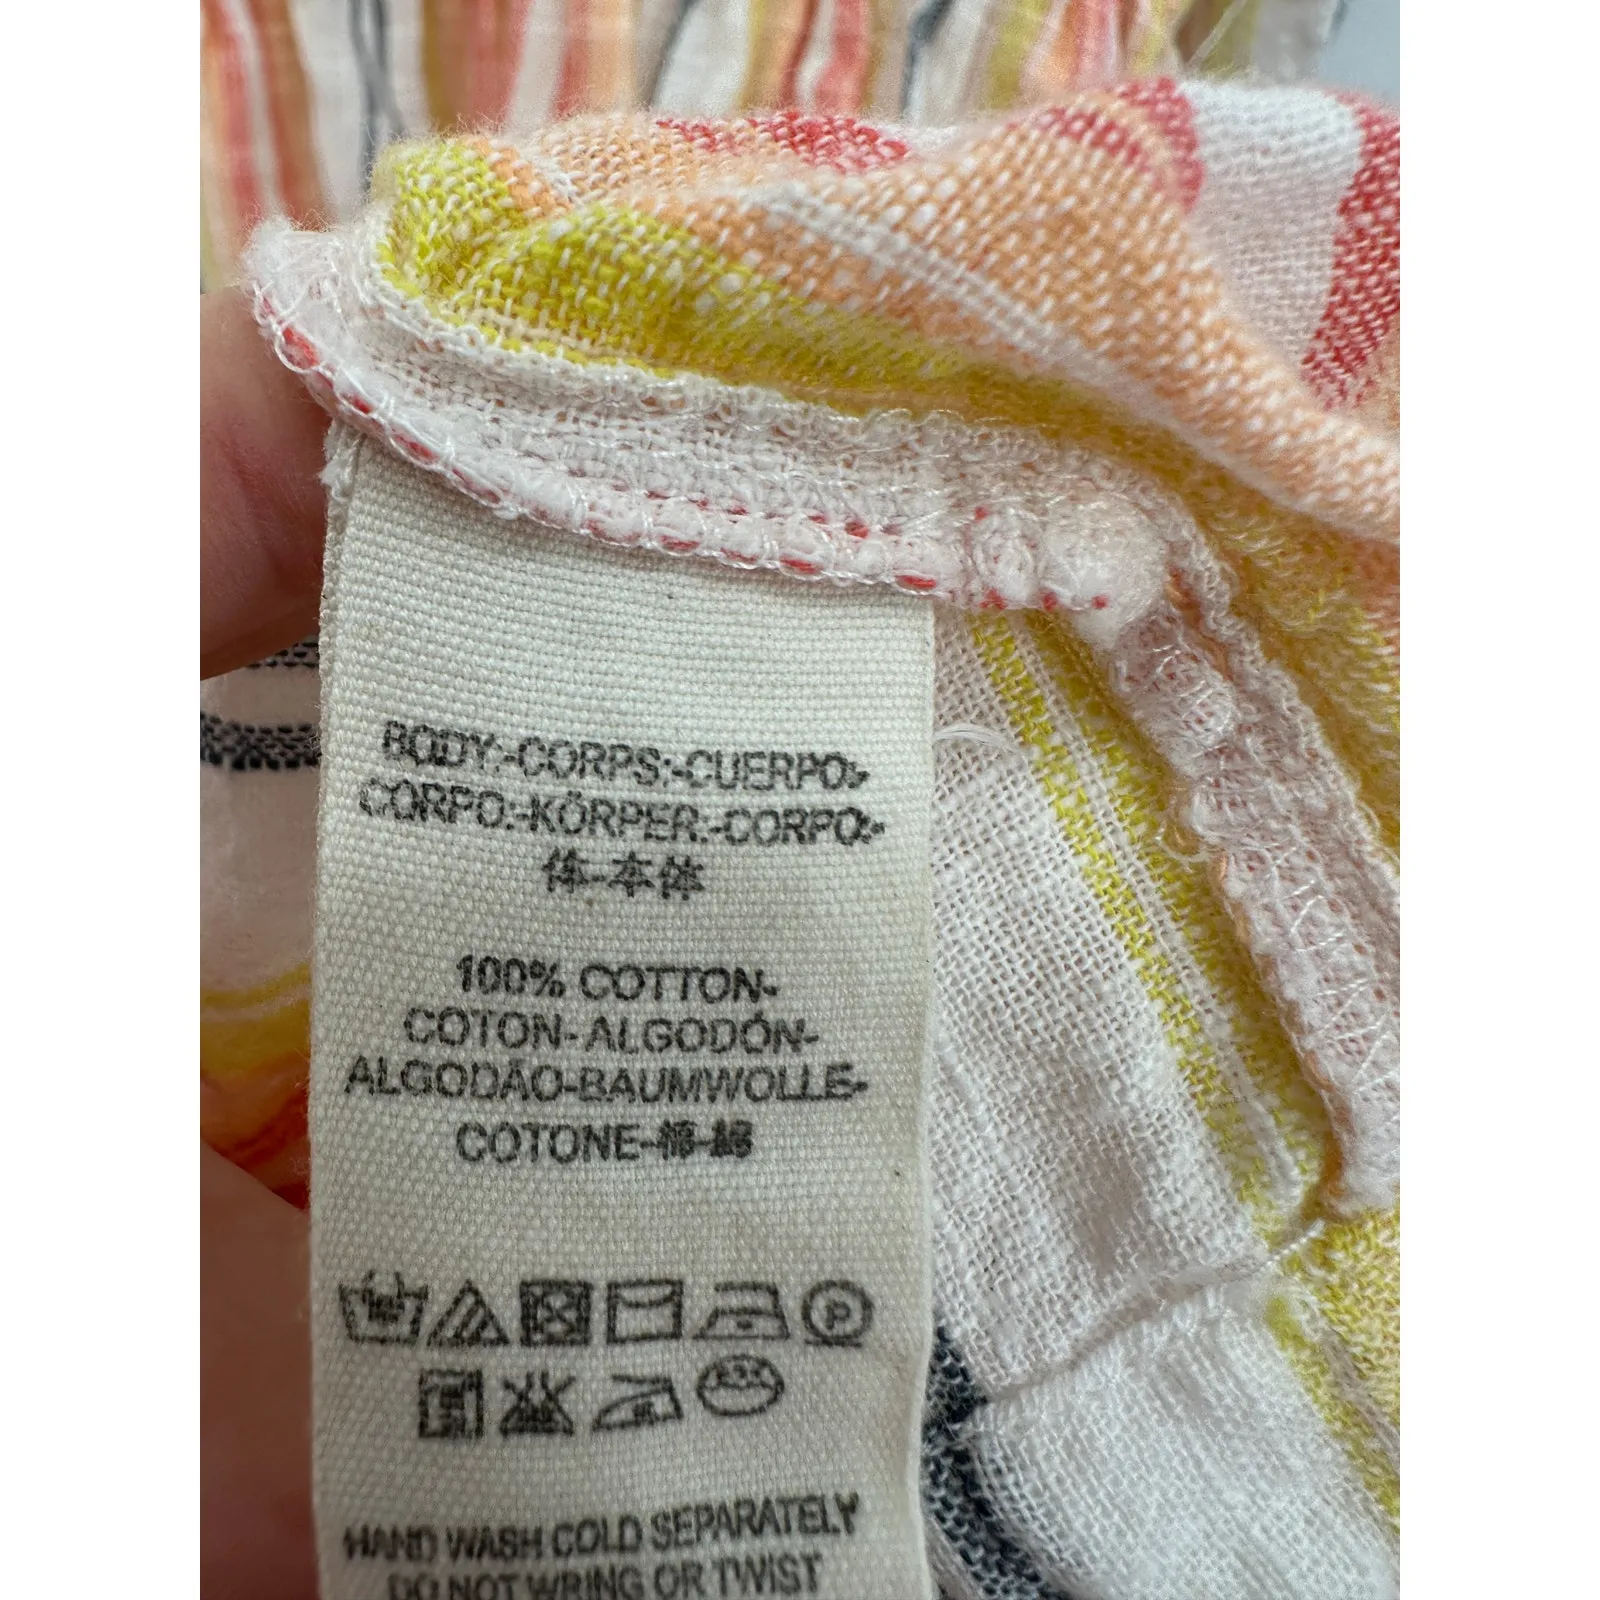 BODY:-CORPS:-CUERPO:-
CORPO:-KÖRPER:-CORPO:-
体-本体
100% COTTON-
COTON-ALGODÓN-
ALGODÃO-BAUMWOLLE-
COTONE-棉-綿
P
HAND WASH COLD SEPARATELY
DO NOT WRING OR TWIST